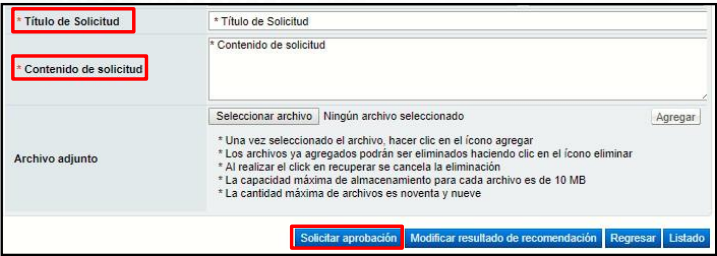 * Título de Solicitud
* Título de Solicitud
* Contenido de solicitud
* Contenido de solicitud
Archivo adjunto
Seleccionar archivo Ningún archivo seleccionado Agregar
* Una vez seleccionado el archivo, hacer clic en el ícono agregar
* Los archivos ya agregados podrán ser eliminados haciendo clic en el ícono eliminar
* Al realizar el click en recuperar se cancela la eliminación
* La capacidad máxima de almacenamiento para cada archivo es de 10 MB
* La cantidad máxima de archivos es noventa y nueve
Solicitar aprobación Modificar resultado de recomendación Regresar Listado